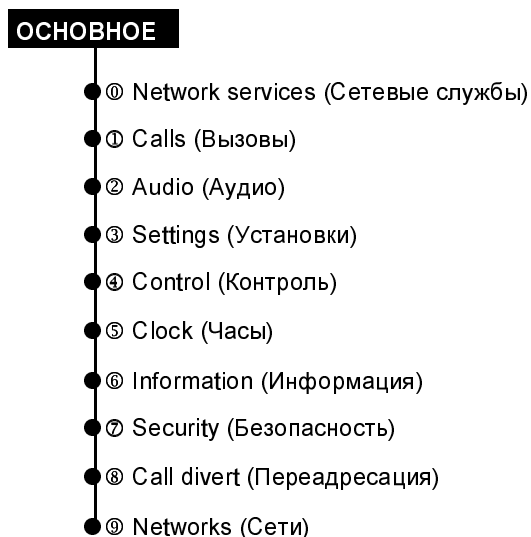 ОСНОВНОЕ
⓪ Network services (Сетевые службы)
① Calls (Вызовы)
② Audio (Аудио)
③ Settings (Установки)
④ Control (Контроль)
⑤ Clock (Часы)
⑥ Information (Информация)
⑦ Security (Безопасность)
⑧ Call divert (Переадресация)
⑨ Networks (Сети)